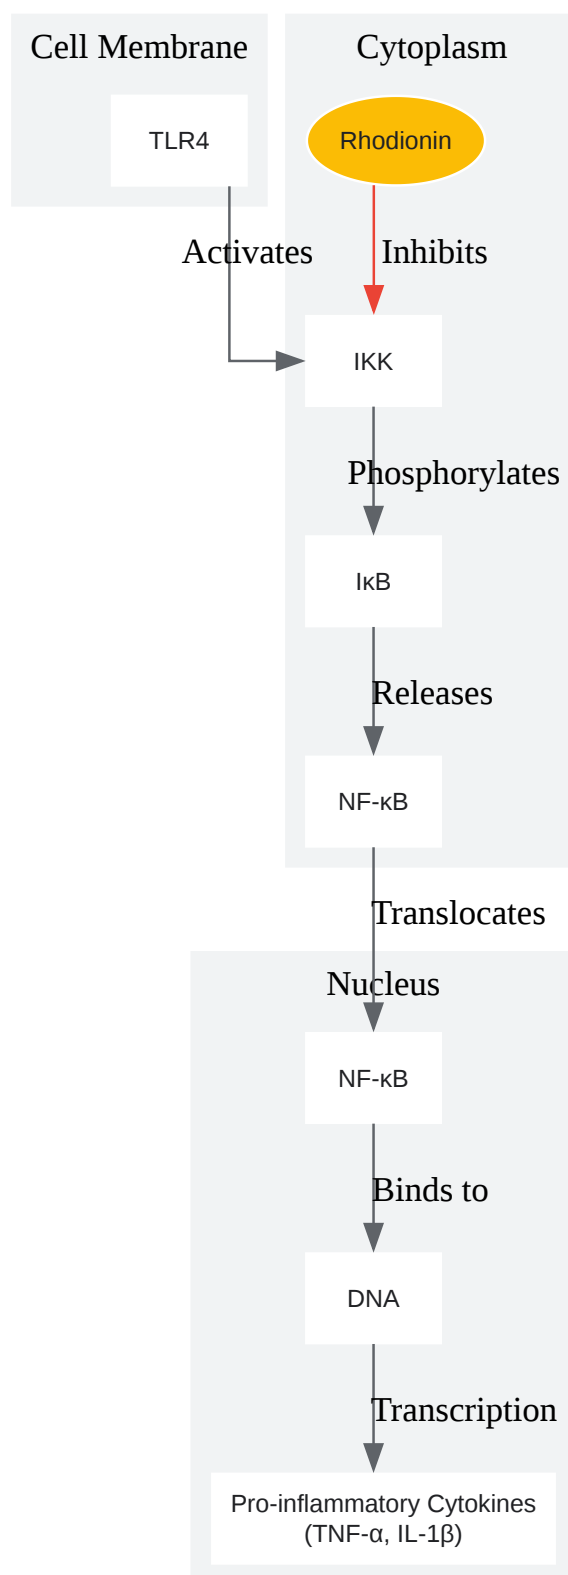 Cell Membrane
Cytoplasm
TLR4
Rhodionin
Activates
Inhibits
IKK
Phosphorylates
IκB
Releases
NF-κB
Translocates
Nucleus
NF-κB
Binds to
DNA
Transcription
Pro-inflammatory Cytokines
(TNF-α, IL-1β)